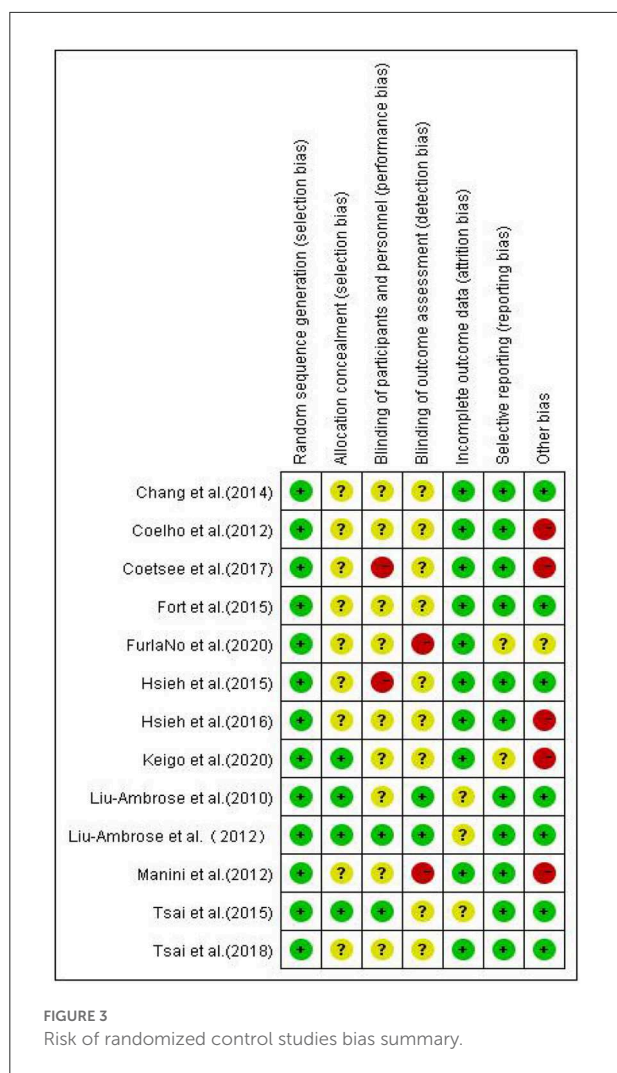 Random sequence generation (selection bias)
Allocation concealment (selection bias)
Blinding of participants and personnel (performance bias)
Blinding of outcome assessment (detection bias)
Incomplete outcome data (attrition bias)
Selective reporting (reporting bias)
Other bias
Chang et al.(2014) + ? ? ? + + +
Coelho et al.(2012) + ? ? ? + + -
Coetsee et al.(2017) + ? - ? + + -
Fort et al.(2015) + ? ? ? + + +
FurlaNo et al.(2020) + ? ? - + ? ?
Hsieh et al.(2015) + ? - ? + + +
Hsieh et al.(2016) + ? ? ? + + -
Keigo et al.(2020) + + ? ? + ? -
Liu-Ambrose et al.(2010) + + ? + ? + +
Liu-Ambrose et al.（2012） + + + + ? + +
Manini et al.(2012) + ? ? - + + -
Tsai et al.(2015) + + + ? ? + +
Tsai et al.(2018) + ? ? ? + + +
FIGURE 3
Risk of randomized control studies bias summary.